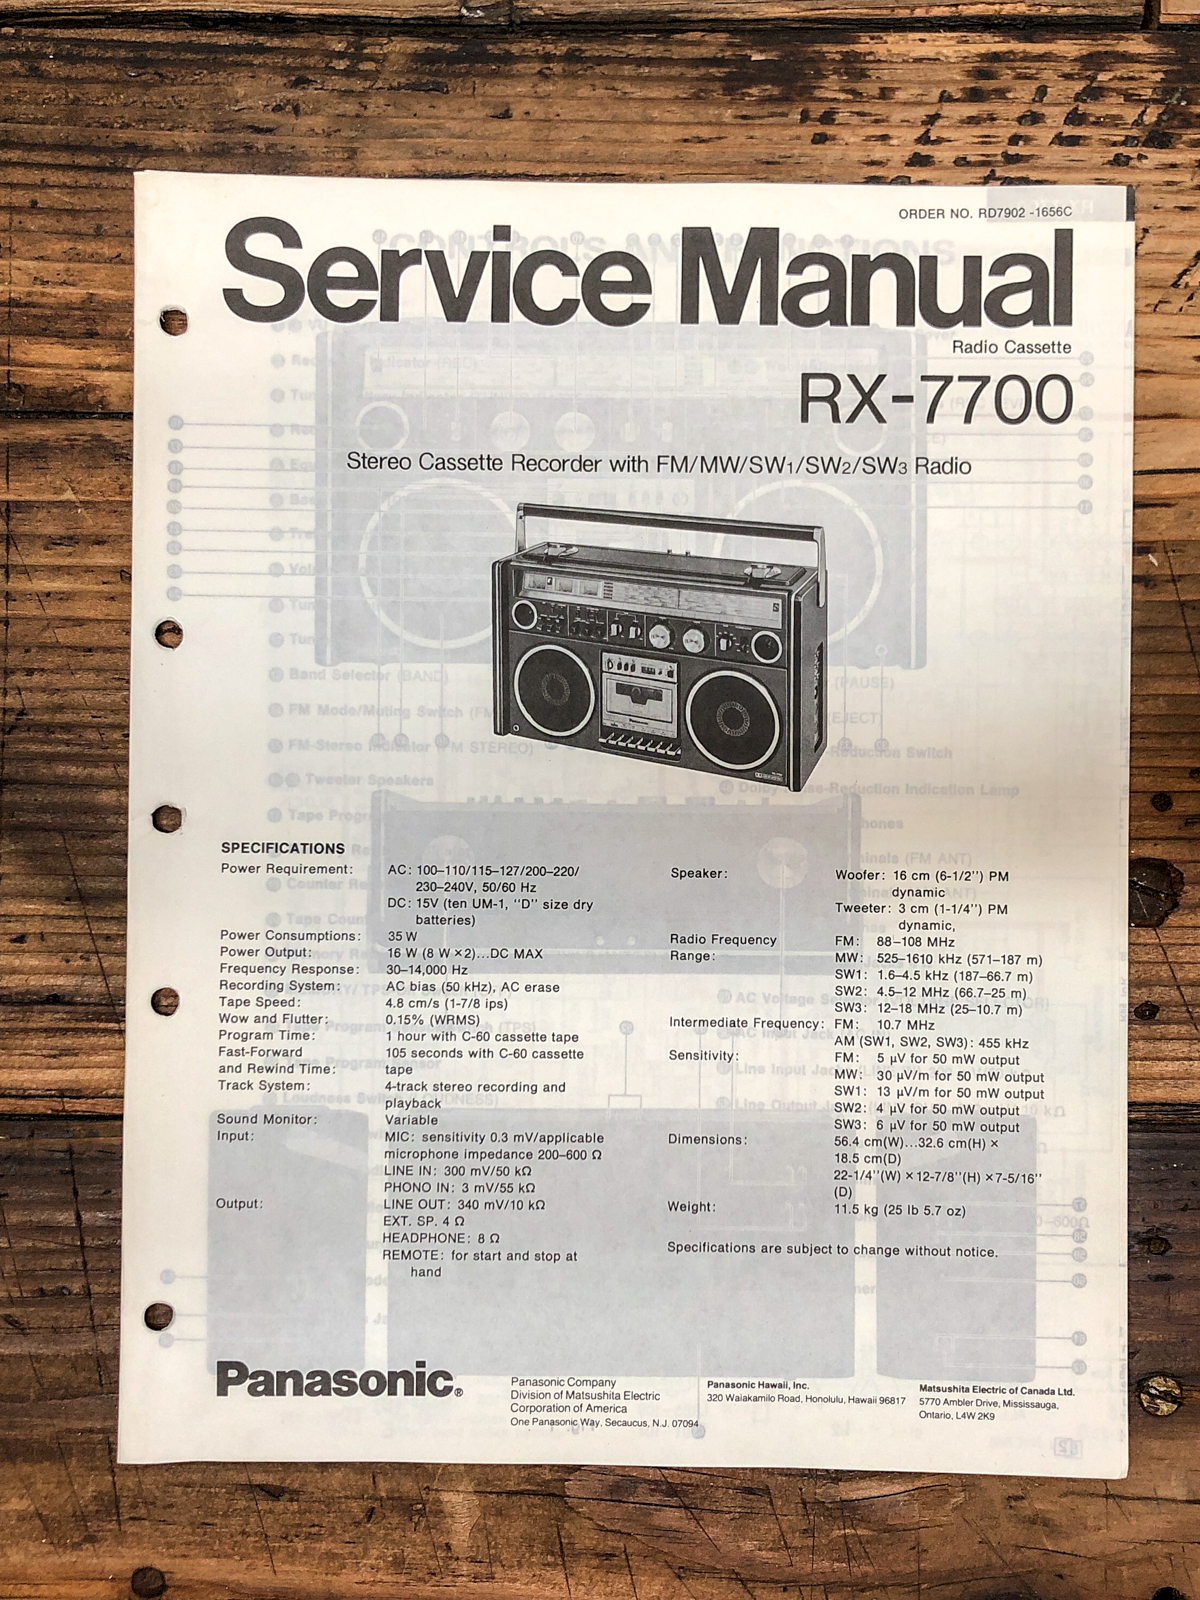 ORDER NO. RD7902 -1656C
Service Manual
Radio Cassette
RX-7700
Stereo Cassette Recorder with FM/MW/SW1/SW2/SW3 Radio
SPECIFICATIONS
Power Requirement: AC: 100–110/115–127/200–220/
230–240V, 50/60 Hz
DC: 15V (ten UM-1, "D" size dry
batteries)
Power Consumptions: 35 W
Power Output: 16 W (8 W ×2)...DC MAX
Frequency Response: 30–14,000 Hz
Recording System: AC bias (50 kHz), AC erase
Tape Speed: 4.8 cm/s (1-7/8 ips)
Wow and Flutter: 0.15% (WRMS)
Program Time: 1 hour with C-60 cassette tape
Fast-Forward 105 seconds with C-60 cassette
and Rewind Time: tape
Track System: 4-track stereo recording and
playback
Sound Monitor: Variable
Input: MIC: sensitivity 0.3 mV/applicable
microphone impedance 200–600 Ω
LINE IN: 300 mV/50 kΩ
PHONO IN: 3 mV/55 kΩ
Output: LINE OUT: 340 mV/10 kΩ
EXT. SP. 4 Ω
HEADPHONE: 8 Ω
REMOTE: for start and stop at
hand
Speaker: Woofer: 16 cm (6-1/2'') PM
dynamic
Tweeter: 3 cm (1-1/4'') PM
dynamic,
Radio Frequency FM: 88–108 MHz
Range: MW: 525–1610 kHz (571–187 m)
SW1: 1.6–4.5 kHz (187–66.7 m)
SW2: 4.5–12 MHz (66.7–25 m)
SW3: 12–18 MHz (25–10.7 m)
Intermediate Frequency: FM: 10.7 MHz
AM (SW1, SW2, SW3): 455 kHz
Sensitivity: FM: 5 μV for 50 mW output
MW: 30 μV/m for 50 mW output
SW1: 13 μV/m for 50 mW output
SW2: 4 μV for 50 mW output
SW3: 6 μV for 50 mW output
Dimensions: 56.4 cm(W)...32.6 cm(H) ×
18.5 cm(D)
22-1/4''(W) ×12-7/8''(H) ×7-5/16''
(D)
Weight: 11.5 kg (25 lb 5.7 oz)
Specifications are subject to change without notice.
Panasonic®
Panasonic Company
Division of Matsushita Electric
Corporation of America
One Panasonic Way, Secaucus, N.J. 07094
Panasonic Hawaii, Inc.
320 Waiakamilo Road, Honolulu, Hawaii 96817
Matsushita Electric of Canada Ltd.
5770 Ambler Drive, Mississauga,
Ontario, L4W 2K9